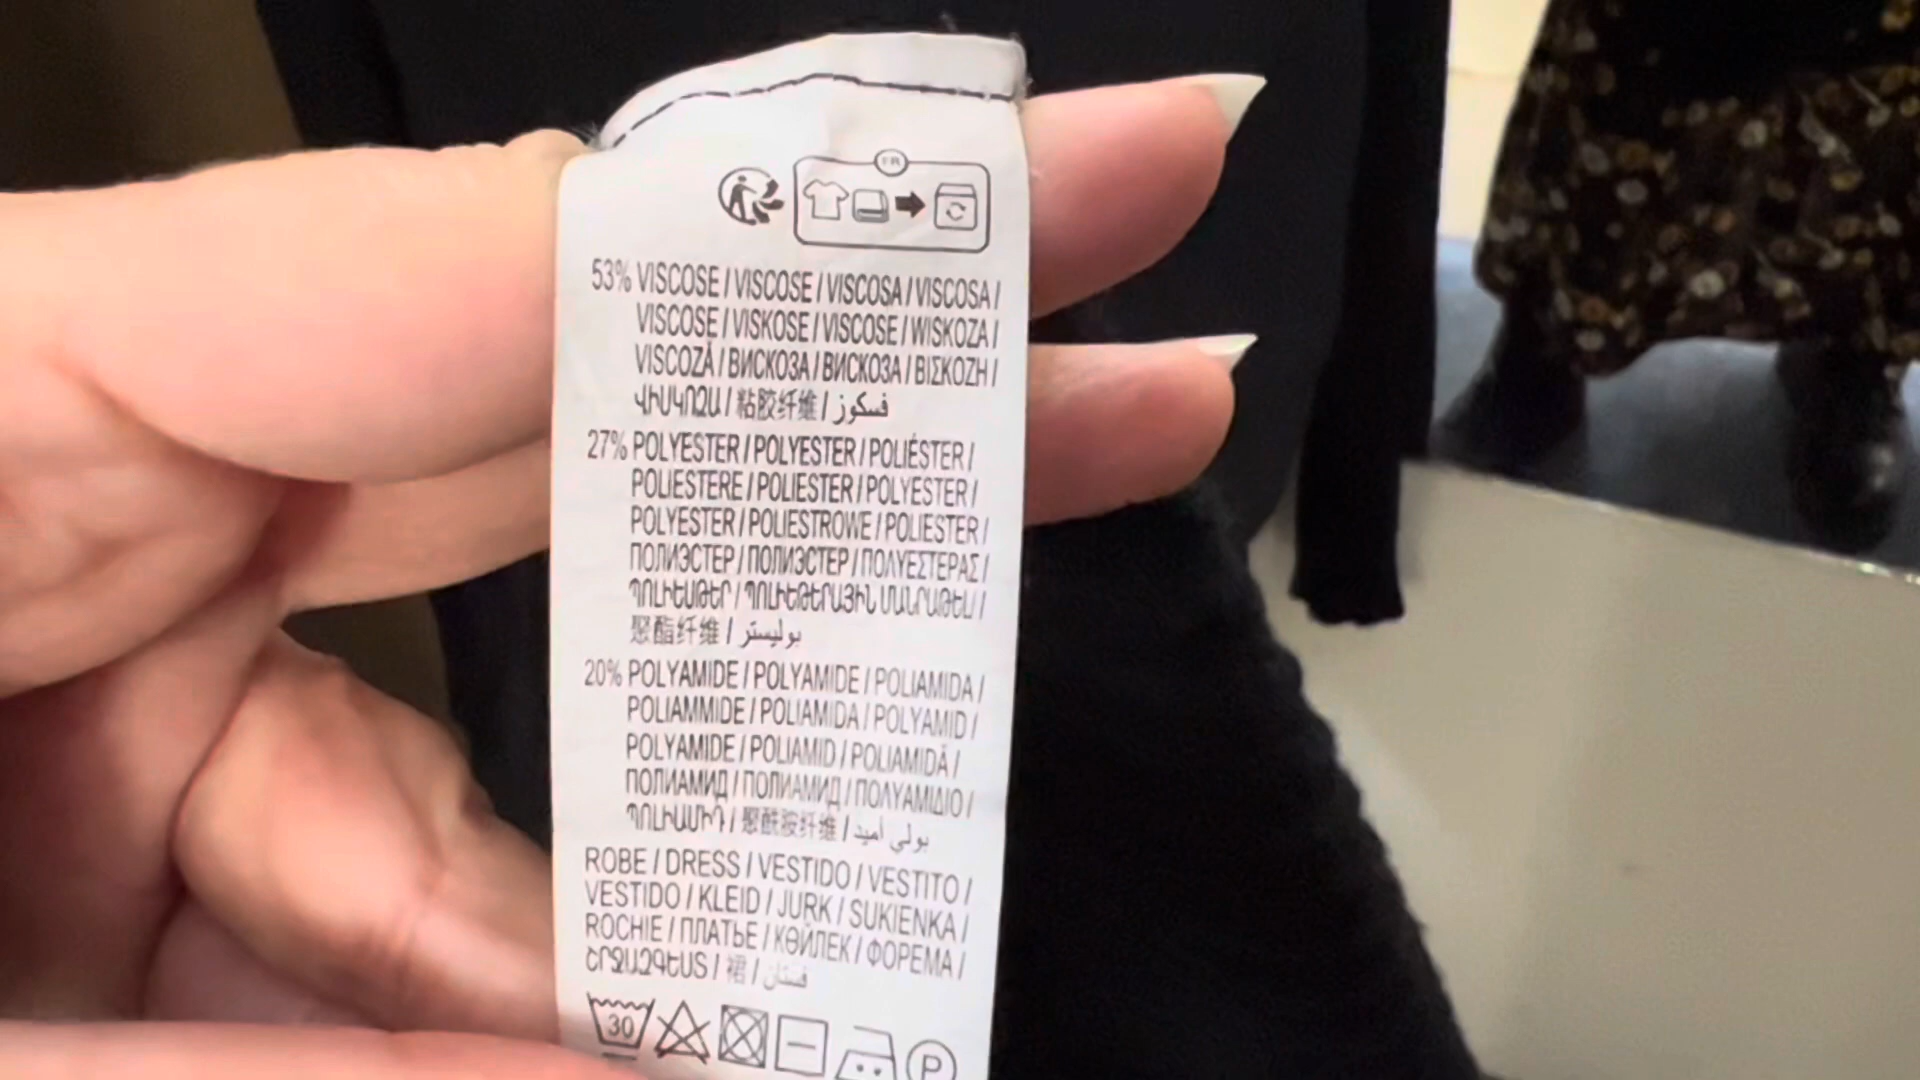 FR
53% VISCOSE / VISCOSE / VISCOSA / VISCOSA /
VISCOSE / VISKOSE / VISCOSE / WISKOZA /
VISCOZĂ / ВИСКОЗА / ВИСКОЗА / ΒΙΣΚΟΖΗ /
ՎԻՍԿՈԶԱ / 粘胶纤维 / فسكوز
27% POLYESTER / POLYESTER / POLIÉSTER /
POLIESTERE / POLIESTER / POLYESTER /
POLYESTER / POLIESTROWE / POLIESTER /
ПОЛИЭСТЕР / ПОЛИЭСТЕР / ΠΟΛΥΕΣΤΕΡΑΣ /
ՊՈԼԻԵՍԹԵՐ / ՊՈԼԻԵԹԵՐԱՅԻՆ ՄԱՆՐԱԹԵԼ /
聚酯纤维 / بوليستر
20% POLYAMIDE / POLYAMIDE / POLIAMIDA /
POLIAMMIDE / POLIAMIDA / POLYAMID /
POLYAMIDE / POLIAMID / POLIAMIDĂ /
ПОЛИАМИД / ПОЛИАМИД / ΠΟΛΥΑΜΙΔΙΟ /
ՊՈԼԻԱՄԻԴ / 聚酰胺纤维 / بولي أميد
ROBE / DRESS / VESTIDO / VESTITO /
VESTIDO / KLEID / JURK / SUKIENKA /
ROCHIE / ПЛАТЬЕ / КӨЙЛЕК / ΦΟΡΕΜΑ /
ՇՐՋԱԶԳԵՍՏ / 裙 / فستان
30 P